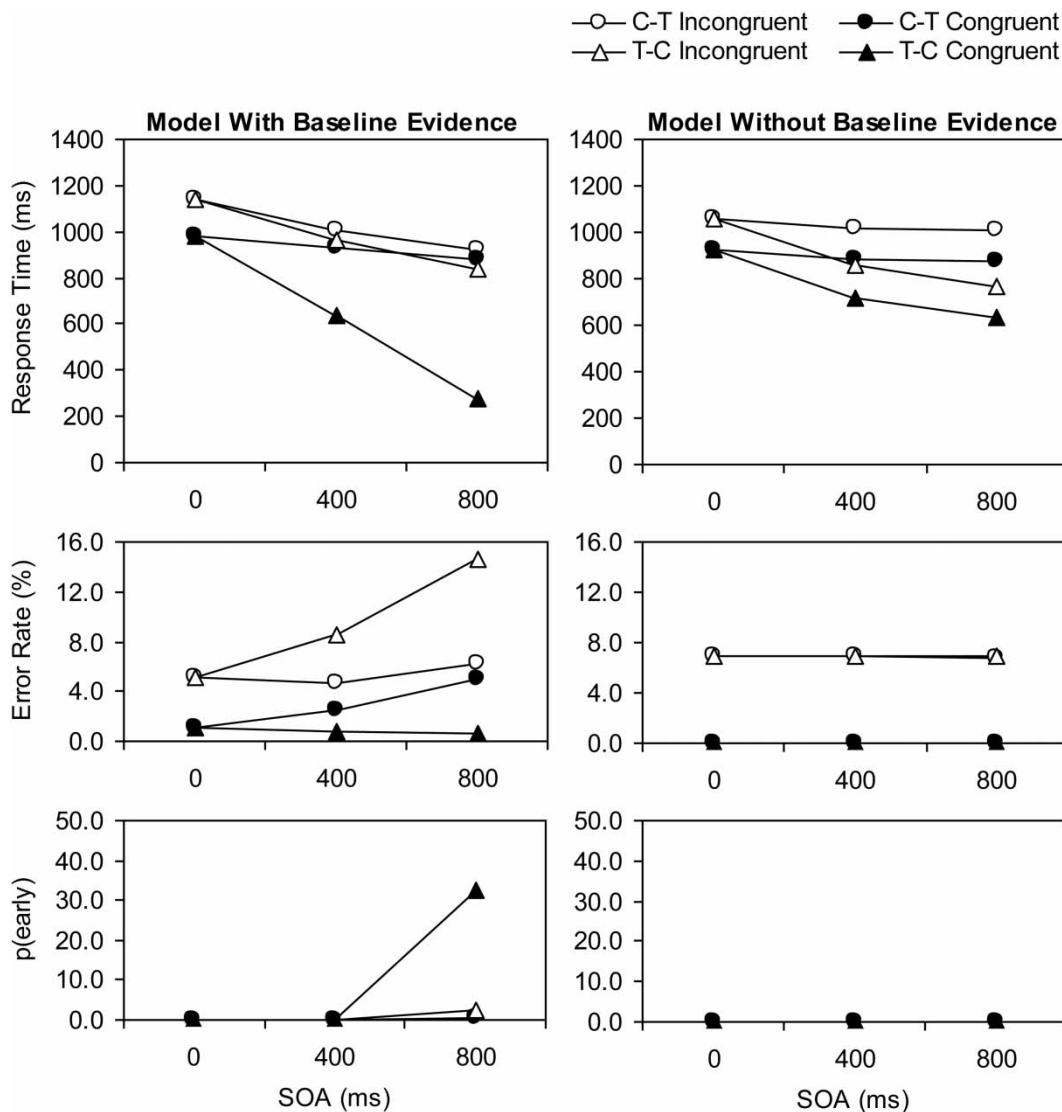 C-T Incongruent C-T Congruent
T-C Incongruent T-C Congruent
Model With Baseline Evidence Model Without Baseline Evidence
Response Time (ms)
1400 1400
1200 1200
1000 1000
800 800
600 600
400 400
200 200
0 0
0 400 800 0 400 800
Error Rate (%)
16.0 16.0
12.0 12.0
8.0 8.0
4.0 4.0
0.0 0.0
0 400 800 0 400 800
p(early)
50.0 50.0
40.0 40.0
30.0 30.0
20.0 20.0
10.0 10.0
0.0 0.0
0 400 800 0 400 800
SOA (ms) SOA (ms)